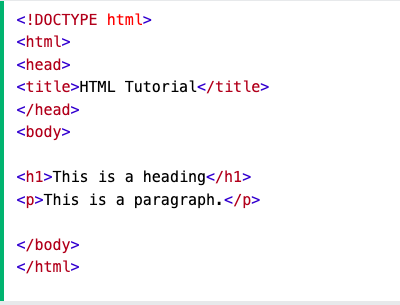 <!DOCTYPE html>
<html>
<head>
<title>HTML Tutorial</title>
</head>
<body>
<h1>This is a heading</h1>
<p>This is a paragraph.</p>
</body>
</html>